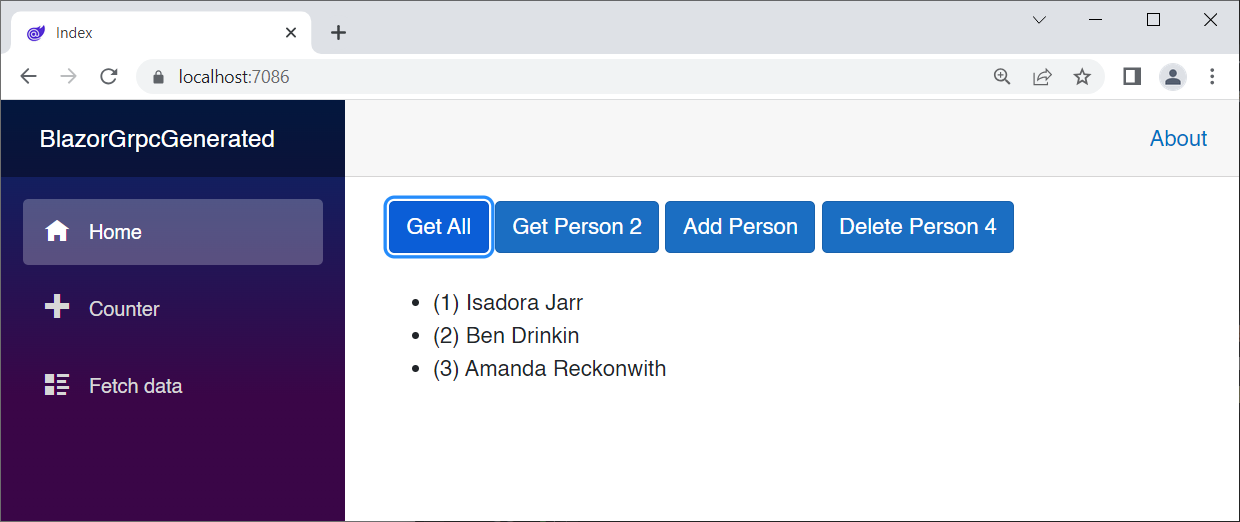 Index
localhost:7086
BlazorGrpcGenerated
About
Home
Counter
Fetch data
Get All Get Person 2 Add Person Delete Person 4
(1) Isadora Jarr
(2) Ben Drinkin
(3) Amanda Reckonwith